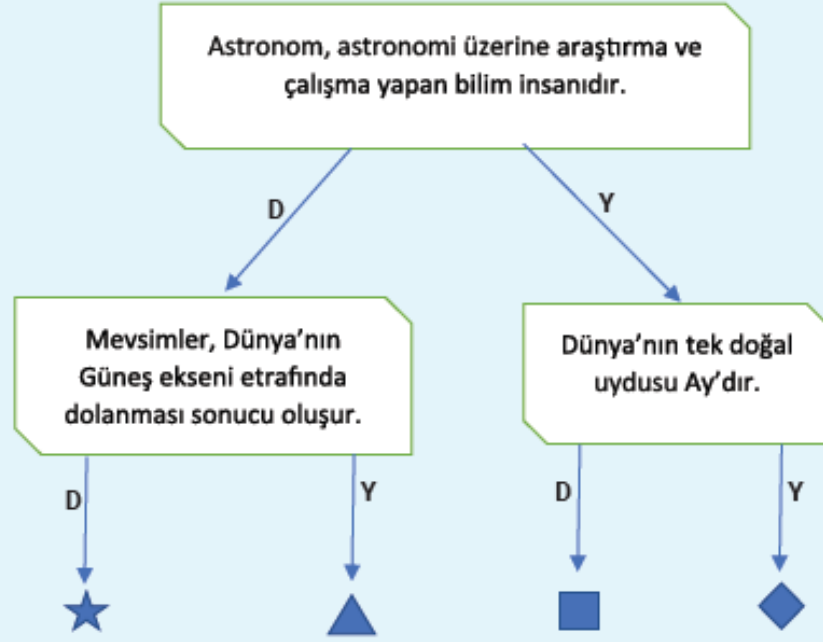 Astronom, astronomi üzerine araştırma ve
çalışma yapan bilim insanıdır.
D
Y
Mevsimler, Dünya’nın
Güneş ekseni etrafında
dolanması sonucu oluşur.
Dünya’nın tek doğal
uydusu Ay’dır.
D
Y
D
Y